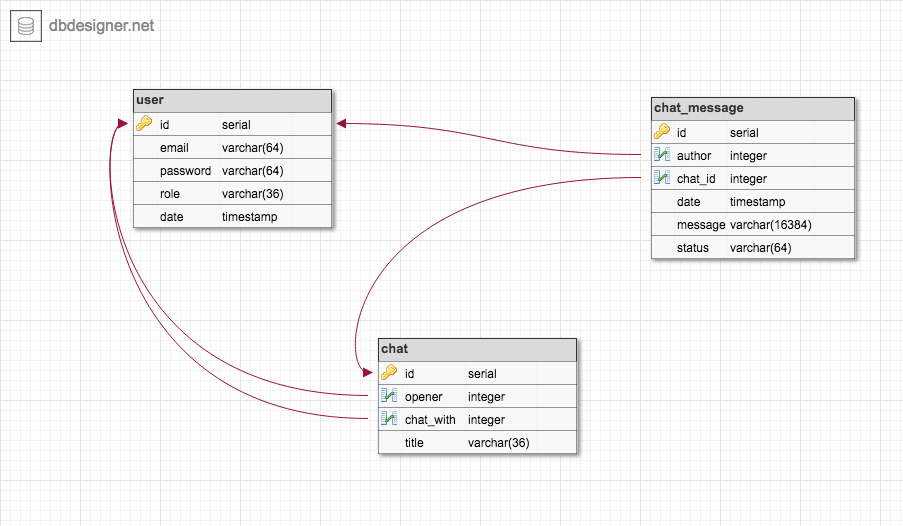 dbdesigner.net
user
id serial
email varchar(64)
password varchar(64)
role varchar(36)
date timestamp
chat_message
id serial
author integer
chat_id integer
date timestamp
message varchar(16384)
status varchar(64)
chat
id serial
opener integer
chat_with integer
title varchar(36)